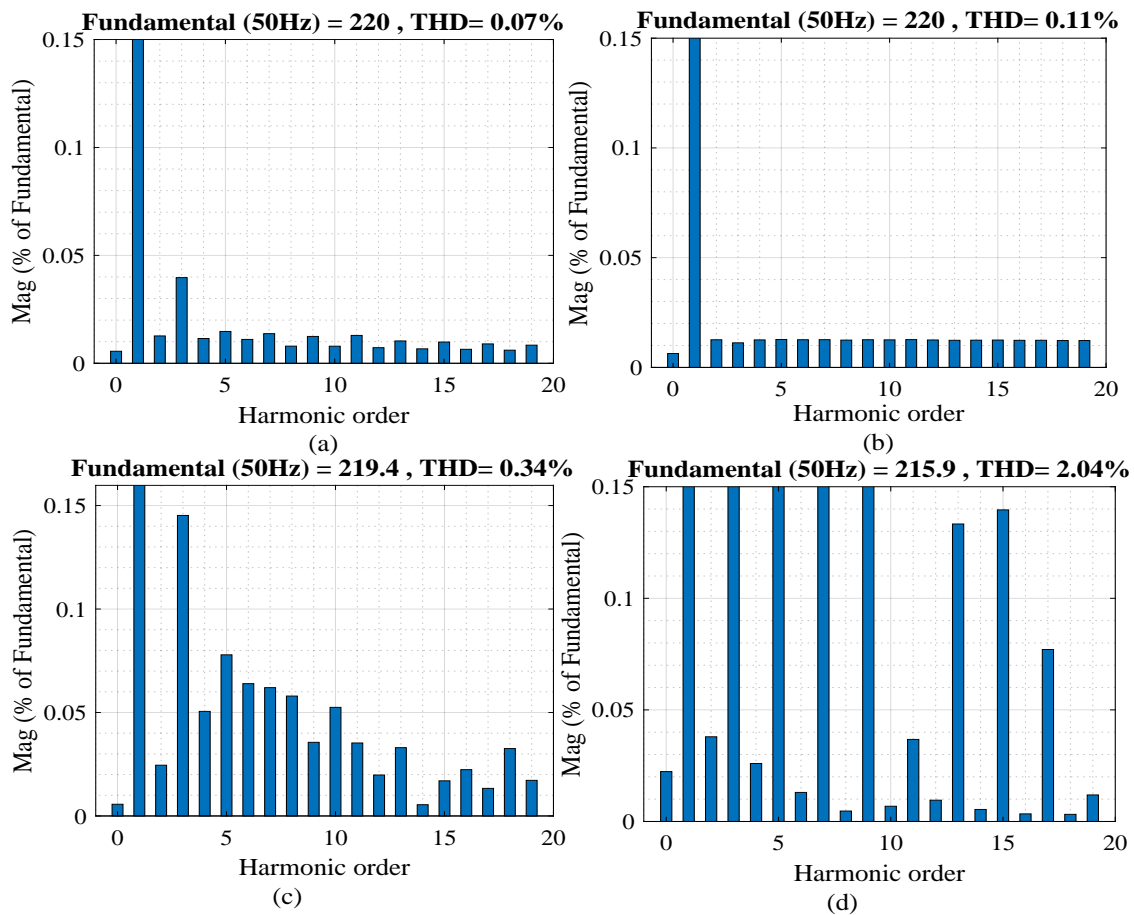 Fundamental (50Hz) = 220 , THD= 0.07%
0.15
0.1
0.05
0
Mag (% of Fundamental)
0 5 10 15 20
Harmonic order
(a)
Fundamental (50Hz) = 220 , THD= 0.11%
0.15
0.1
0.05
0
Mag (% of Fundamental)
0 5 10 15 20
Harmonic order
(b)
Fundamental (50Hz) = 219.4 , THD= 0.34%
0.15
0.1
0.05
0
Mag (% of Fundamental)
0 5 10 15 20
Harmonic order
(c)
Fundamental (50Hz) = 215.9 , THD= 2.04%
0.15
0.1
0.05
0
Mag (% of Fundamental)
0 5 10 15 20
Harmonic order
(d)